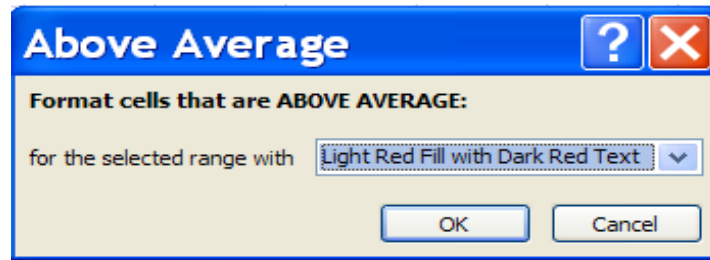 Above Average ?
Format cells that are ABOVE AVERAGE:
for the selected range with Light Red Fill with Dark Red Text
OK Cancel